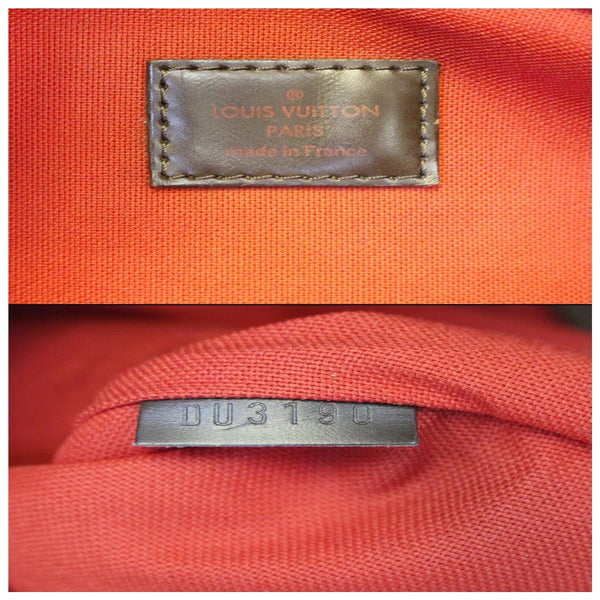 ®
LOUIS VUITTON
PARIS
made in France
DU3190